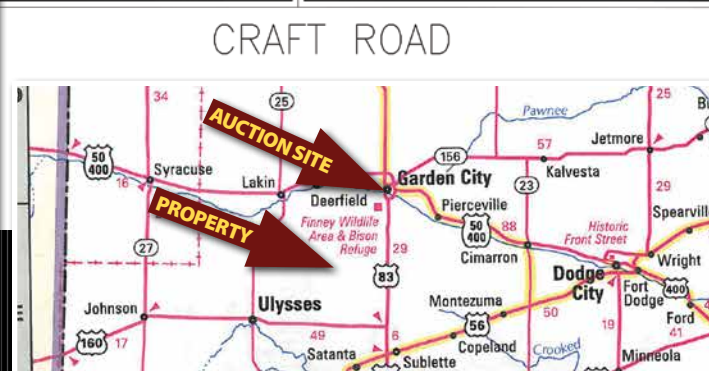 CRAFT ROAD
34
25
25
Pawnee
AUCTION SITE
50
400
16
Syracuse
Lakin
Deerfield
156
Garden City
57
Kalvesta
Jetmore
23
29
PROPERTY
Finney Wildlife
Area & Bison
Refuge
Pierceville
50
400
88
Cimarron
Historic
Front Street
Spearvill
27
29
83
Dodge
City
Wright
Fort
Dodge
400
Ford
Johnson
Ulysses
Montezuma
56
50
19
41
160
17
49
6
Satanta
Sublette
Copeland
Crooked
Minneola